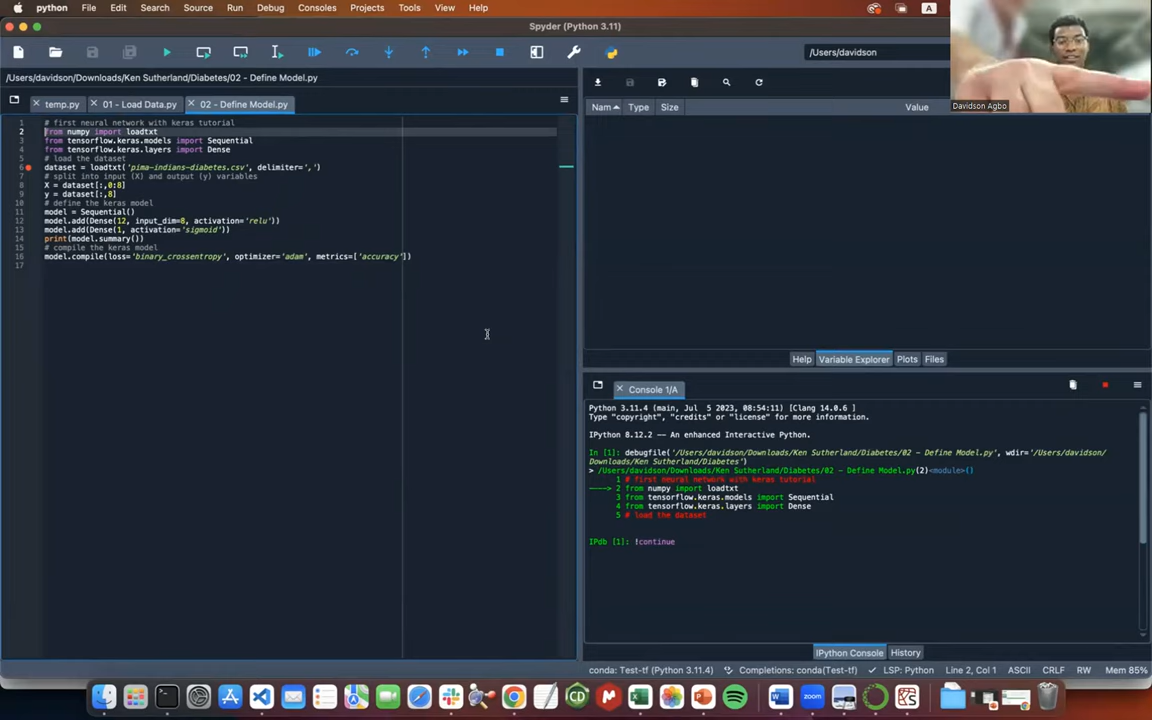 python File Edit Search Source Run Debug Consoles Projects Tools View Help A
Spyder (Python 3.11)
/Users/davidson
/Users/davidson/Downloads/Ken Sutherland/Diabetes/02 - Define Model.py
temp.py 01 - Load Data.py 02 - Define Model.py
1 # first neural network with keras tutorial
2 from numpy import loadtxt
3 from tensorflow.keras.models import Sequential
4 from tensorflow.keras.layers import Dense
5 # load the dataset
6 dataset = loadtxt('pima-indians-diabetes.csv', delimiter=',')
7 # split into input (X) and output (y) variables
8 X = dataset[:,0:8]
9 y = dataset[:,8]
10 # define the keras model
11 model = Sequential()
12 model.add(Dense(12, input_dim=8, activation='relu'))
13 model.add(Dense(1, activation='sigmoid'))
14 print(model.summary())
15 # compile the keras model
16 model.compile(loss='binary_crossentropy', optimizer='adam', metrics=['accuracy'])
17
Davidson Agbo
Nam Type Size Value
Help Variable Explorer Plots Files
Console 1/A
Python 3.11.4 (main, Jul 5 2023, 08:54:11) [Clang 14.0.6 ]
Type "copyright", "credits" or "license" for more information.
IPython 8.12.2 -- An enhanced Interactive Python.
In [1]: debugfile('/Users/davidson/Downloads/Ken Sutherland/Diabetes/02 - Define Model.py', wdir='/Users/davidson/
Downloads/Ken Sutherland/Diabetes')
> /Users/davidson/Downloads/Ken Sutherland/Diabetes/02 - Define Model.py(2)<module>()
1 # first neural network with keras tutorial
----> 2 from numpy import loadtxt
3 from tensorflow.keras.models import Sequential
4 from tensorflow.keras.layers import Dense
5 # load the dataset
IPdb [1]: !continue
IPython Console History
conda: Test-tf (Python 3.11.4) Completions: conda(Test-tf) LSP: Python Line 2, Col 1 ASCII CRLF RW Mem 85%
zoom